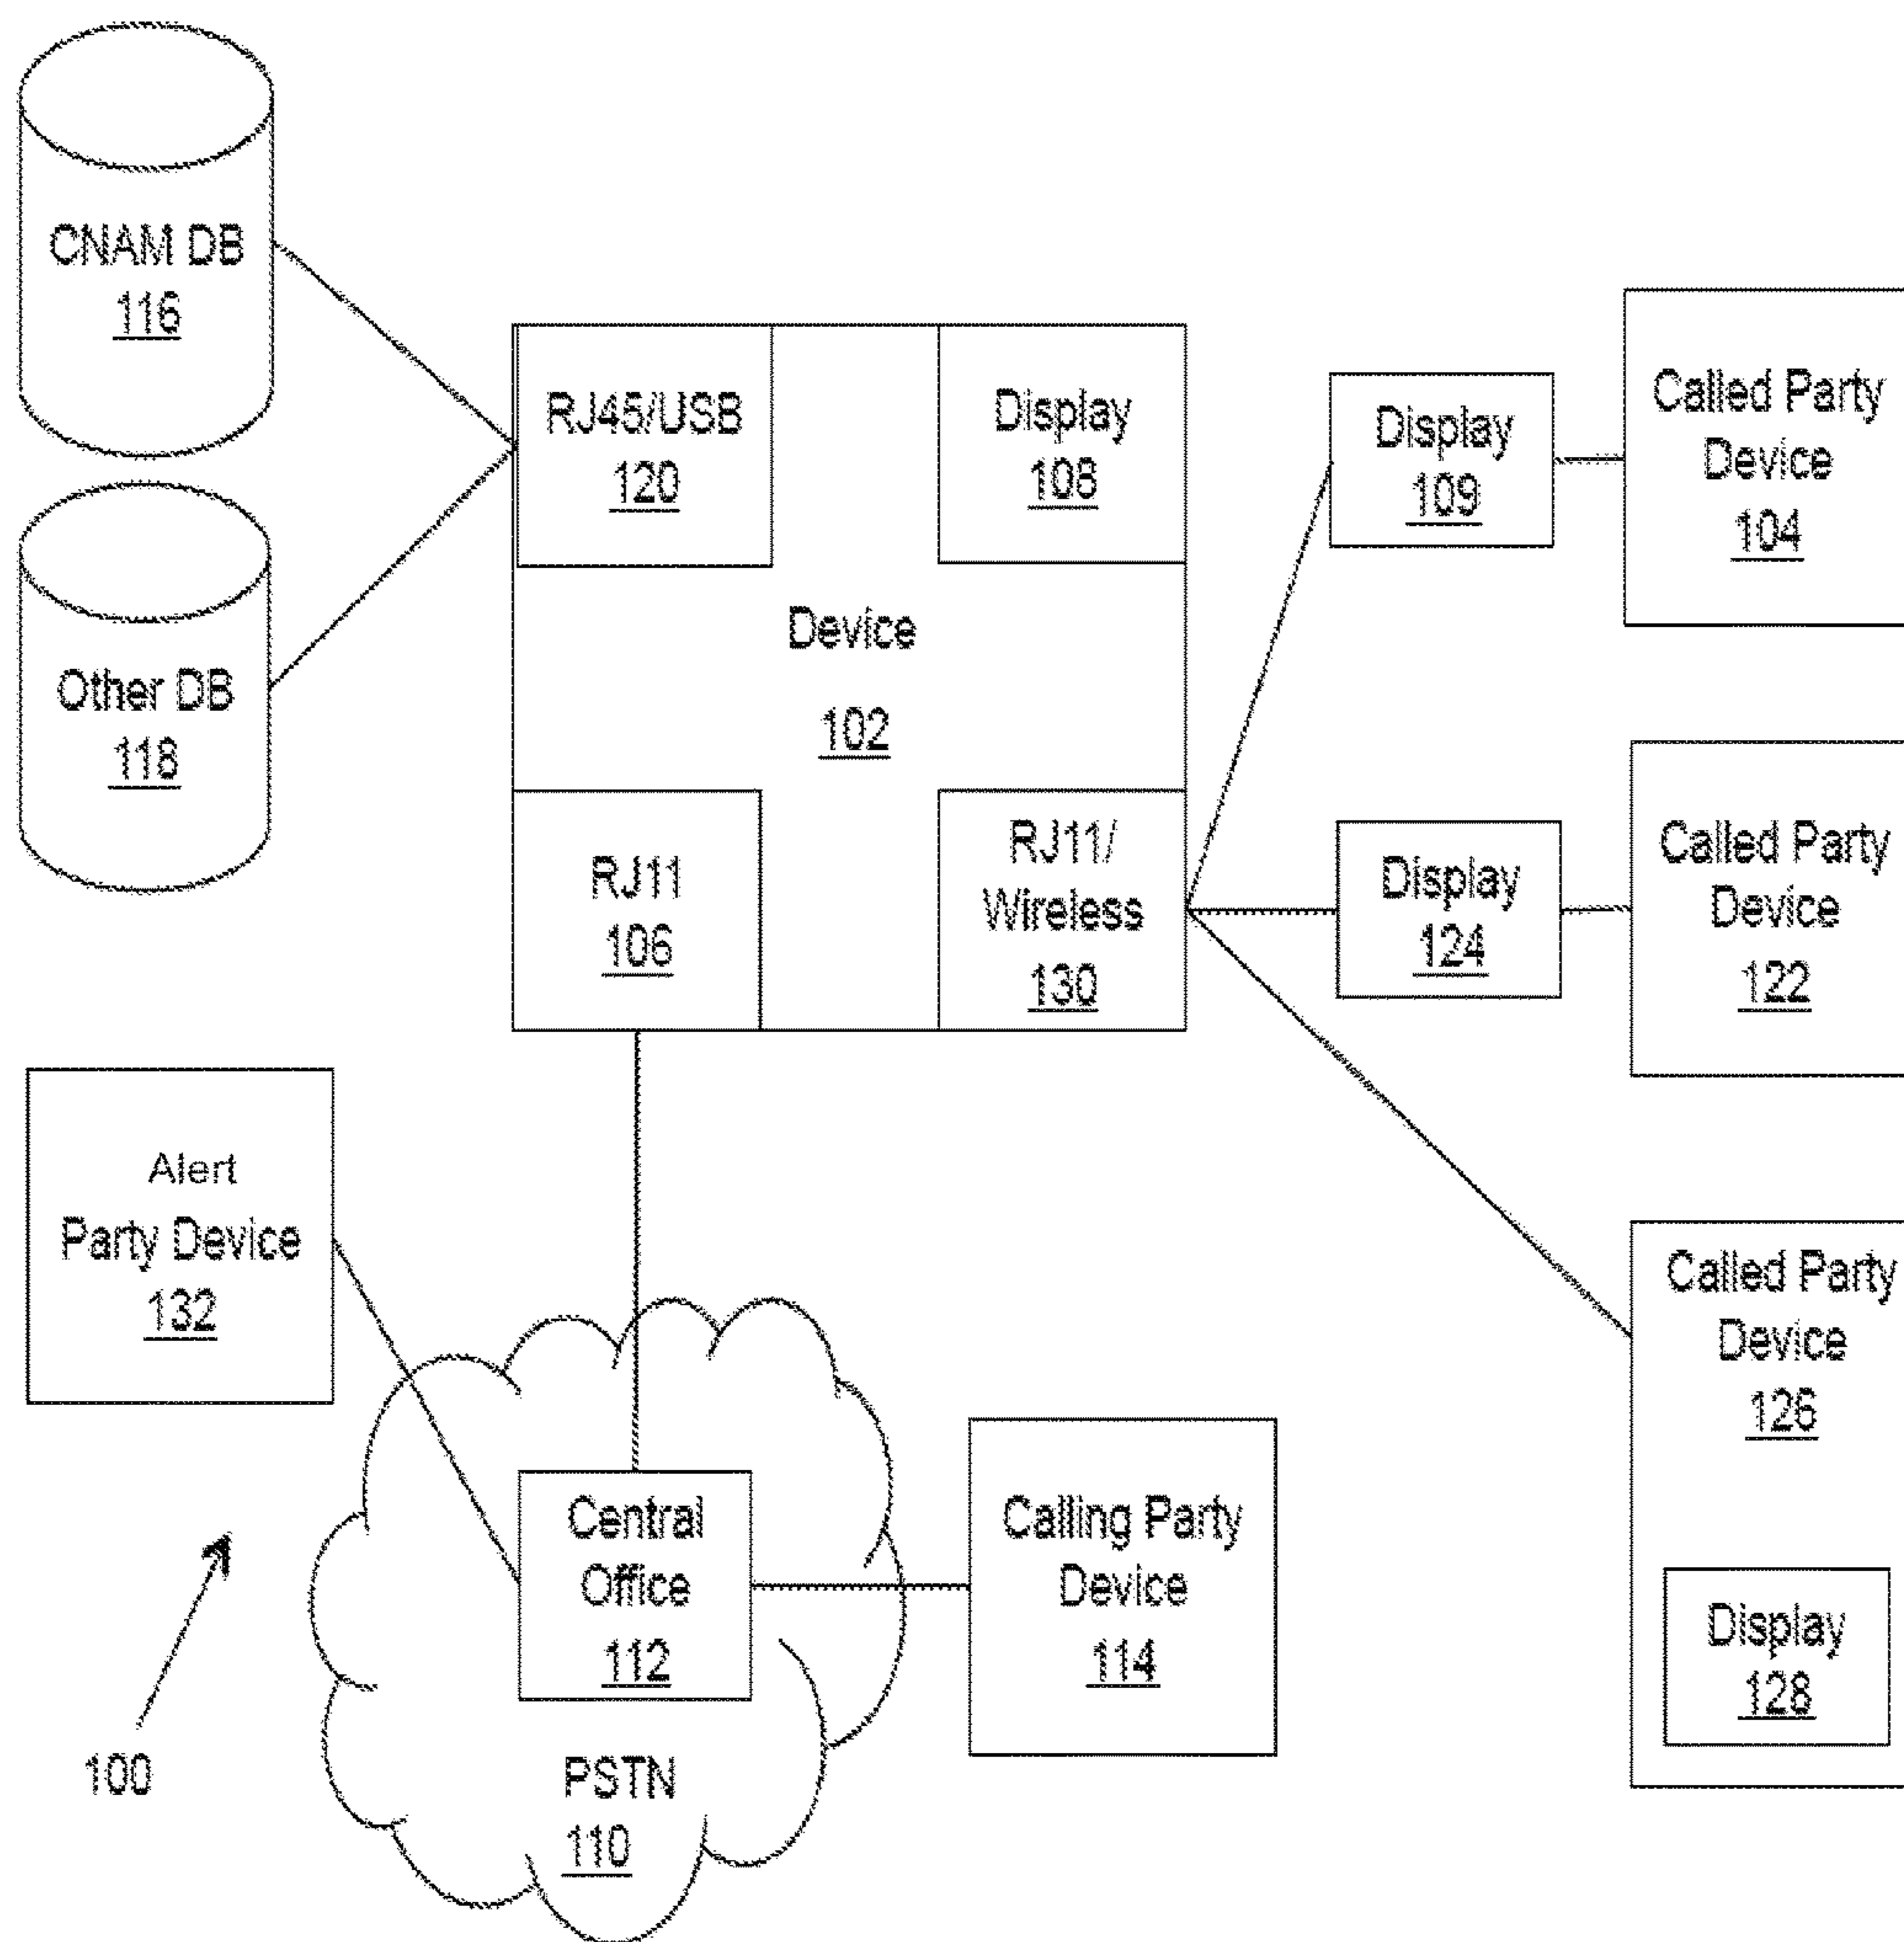 CNAM DB
116
Other DB
118
RJ45/USB
120
Display
108
Device
102
RJ11
106
RJ11/
Wireless
130
Display
109
Called Party
Device
104
Display
124
Called Party
Device
122
Called Party
Device
126
Display
128
Alert
Party Device
132
Central
Office
112
PSTN
110
Calling Party
Device
114
100